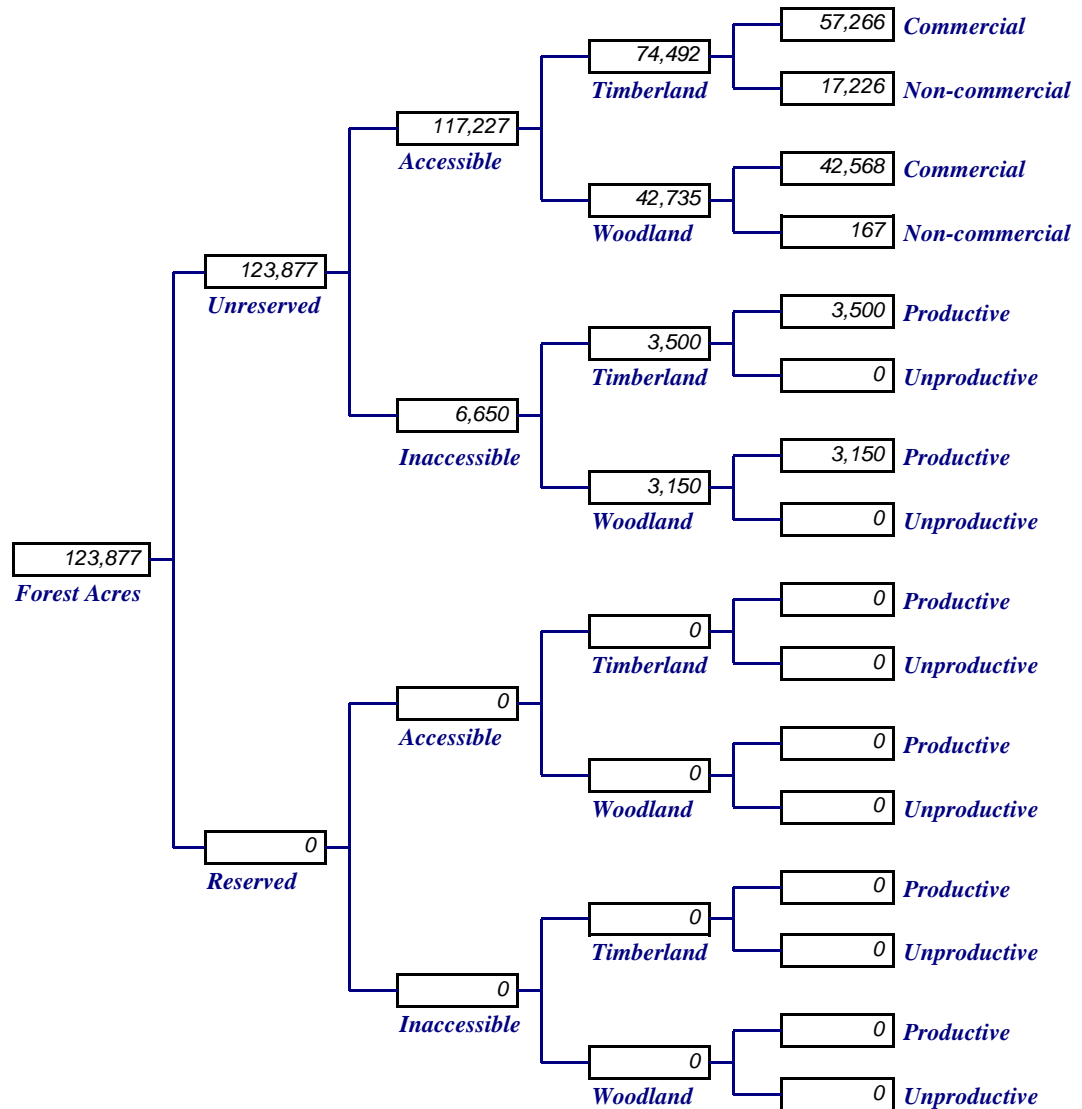 57,266 Commercial
74,492
Timberland
17,226 Non-commercial
117,227
Accessible
42,568 Commercial
42,735
Woodland
167 Non-commercial
123,877
Unreserved
3,500 Productive
3,500
Timberland
0 Unproductive
6,650
Inaccessible
3,150 Productive
3,150
Woodland
0 Unproductive
123,877
Forest Acres
0 Productive
0
Timberland
0 Unproductive
0
Accessible
0 Productive
0
Woodland
0 Unproductive
0
Reserved
0 Productive
0
Timberland
0 Unproductive
0
Inaccessible
0 Productive
0
Woodland
0 Unproductive